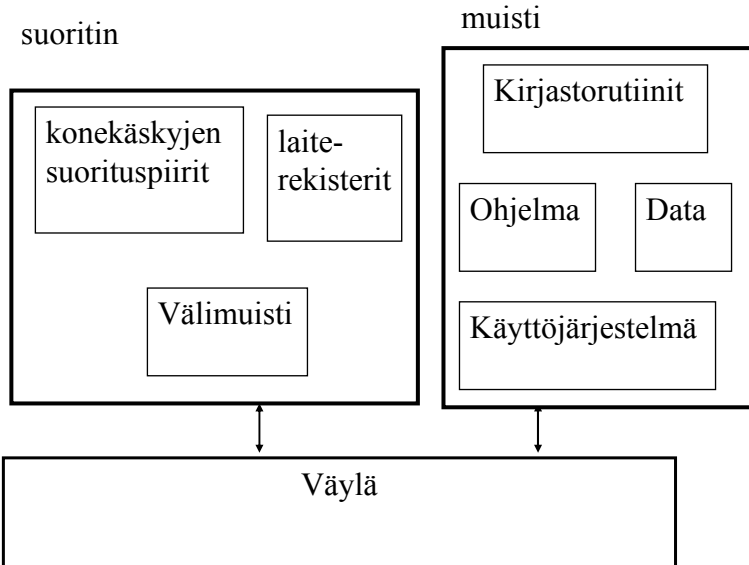 suoritin
konekäskyjen
suorituspiirit
laite-
rekisterit
Välimuisti
muisti
Kirjastorutiinit
Ohjelma
Data
Käyttöjärjestelmä
Väylä